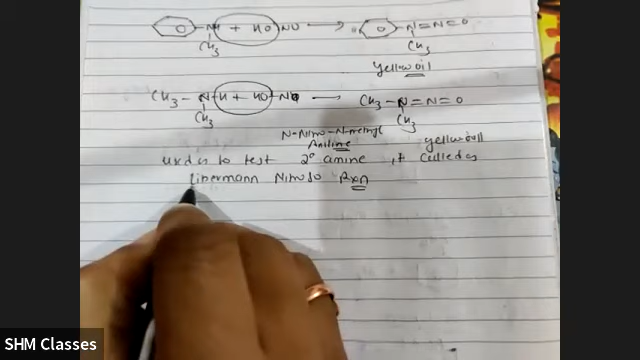 N-H + HO-NO → N-N=O
CH3 CH3
Yellow oil
CH3-N-H + HO-NO → CH3-N=N=O
CH3 CH3
N-Nitro-N-methyl
Aniline yellow oil
used is to test 2° amine, it called as
Libermann Nitroso Rxn
SHM Classes